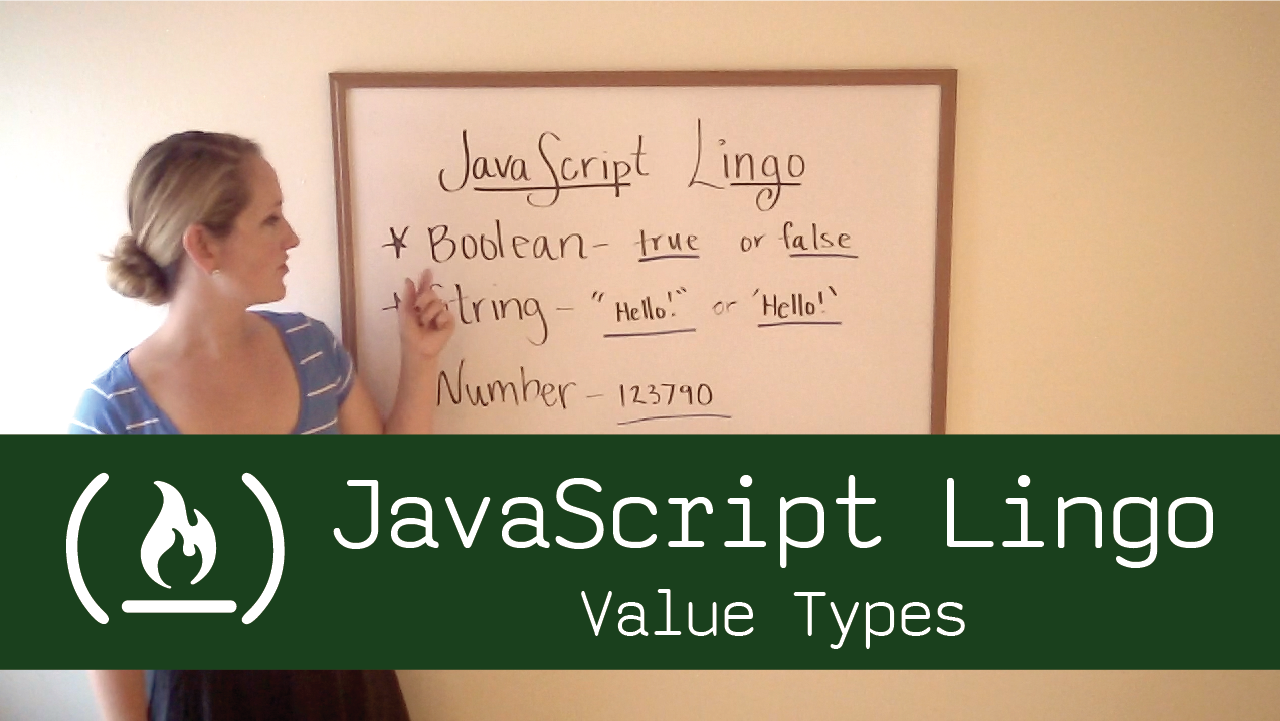 JavaScript Lingo
* Boolean - true or false
* String - "Hello!" or 'Hello!'
Number - 123790
JavaScript Lingo
Value Types